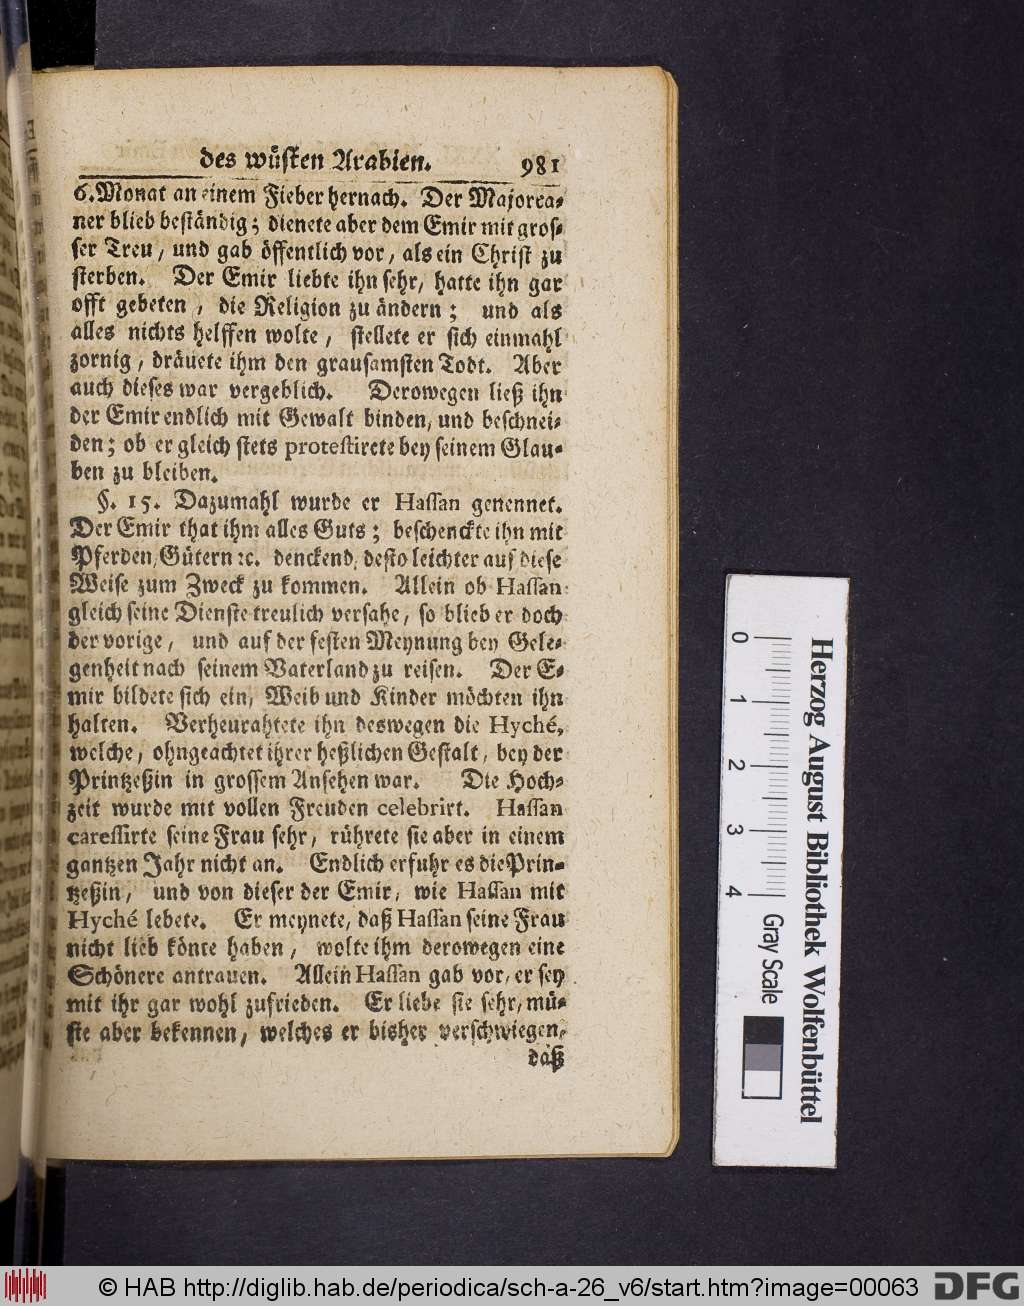 des wüsten Arabien. 981
6. Monat an einem Fieber hernach. Der Majorca-
ner blieb beständig; dienete aber dem Emir mit gros-
ser Treu, und gab öffentlich vor, als ein Christ zu
sterben. Der Emir liebte ihn sehr, hatte ihn gar
offt gebeten, die Religion zu ändern; und als
alles nichts helffen wolte, stellete er sich einmahl
zornig, dräuete ihm den grausamsten Todt. Aber
auch dieses war vergeblich. Derowegen ließ ihn
der Emir endlich mit Gewalt binden, und beschnei-
den; ob er gleich stets protestirete bey seinem Glau-
ben zu bleiben.
§. 15. Dazumahl wurde er Hassan genennet.
Der Emir that ihm alles Guts; beschenckte ihn mit
Pferden, Gütern ꝛc. denckend, desto leichter auf diese
Weise zum Zweck zu kommen. Allein ob Hassan
gleich seine Dienste treulich versahe, so blieb er doch
der vorige, und auf der festen Meynung bey Gele-
genheit nach seinem Vaterland zu reisen. Der E-
mir bildete sich ein, Weib und Kinder möchten ihn
halten. Verheurahtete ihn deswegen die Hyché,
welche, ohngeachtet ihrer heßlichen Gestalt, bey der
Printzeßin in grossem Ansehen war. Die Hoch-
zeit wurde mit vollen Freuden celebrirt. Hassan
caressirte seine Frau sehr, rührete sie aber in einem
gantzen Jahr nicht an. Endlich erfuhr es die Prin-
tzeßin, und von dieser der Emir, wie Hassan mit
Hyché lebete. Er meynete, daß Hassan seine Frau
nicht lieb könte haben, wolte ihm derowegen eine
Schönere antrauen. Allein Hassan gab vor, er sey
mit ihr gar wohl zufrieden. Er liebe sie sehr, mü-
ste aber bekennen, welches er bisher verschwiegen,
daß
0 1 2 3 4 Gray Scale
Herzog August Bibliothek Wolfenbüttel
© HAB http://diglib.hab.de/periodica/sch-a-26_v6/start.htm?image=00063 DFG